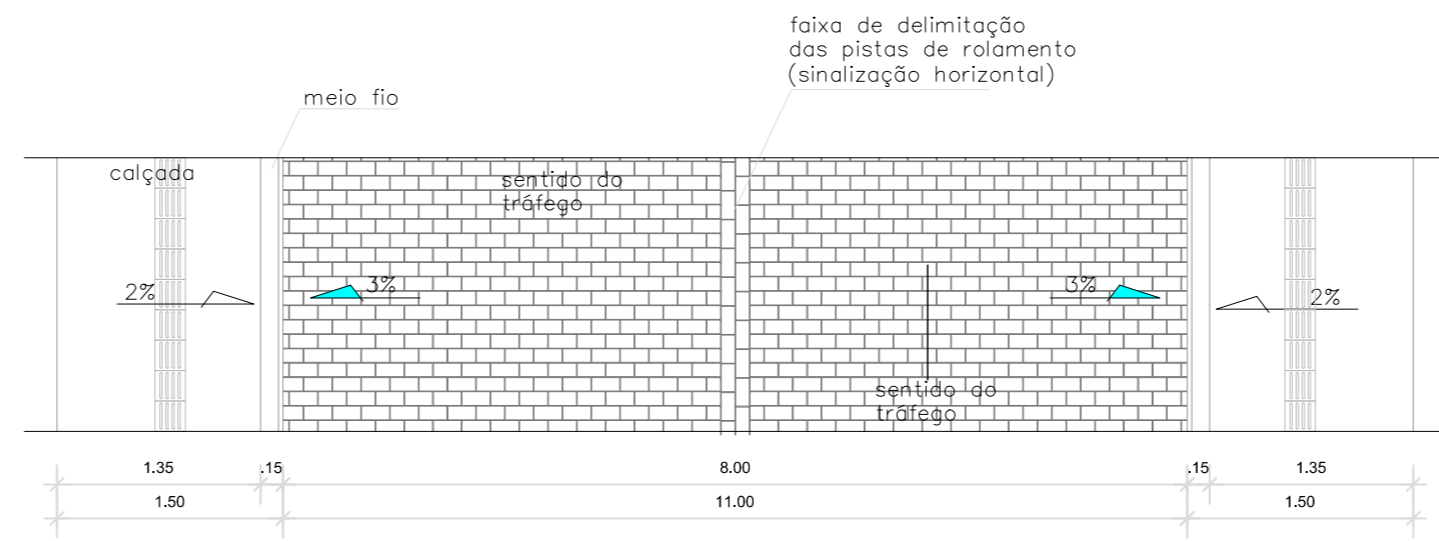 faixa de delimitação
das pistas de rolamento
(sinalização horizontal)
meio fio
calçada
sentido do
tráfego
2%
3%
3%
2%
sentido do
tráfego
1.35
.15
8.00
.15
1.35
1.50
11.00
1.50